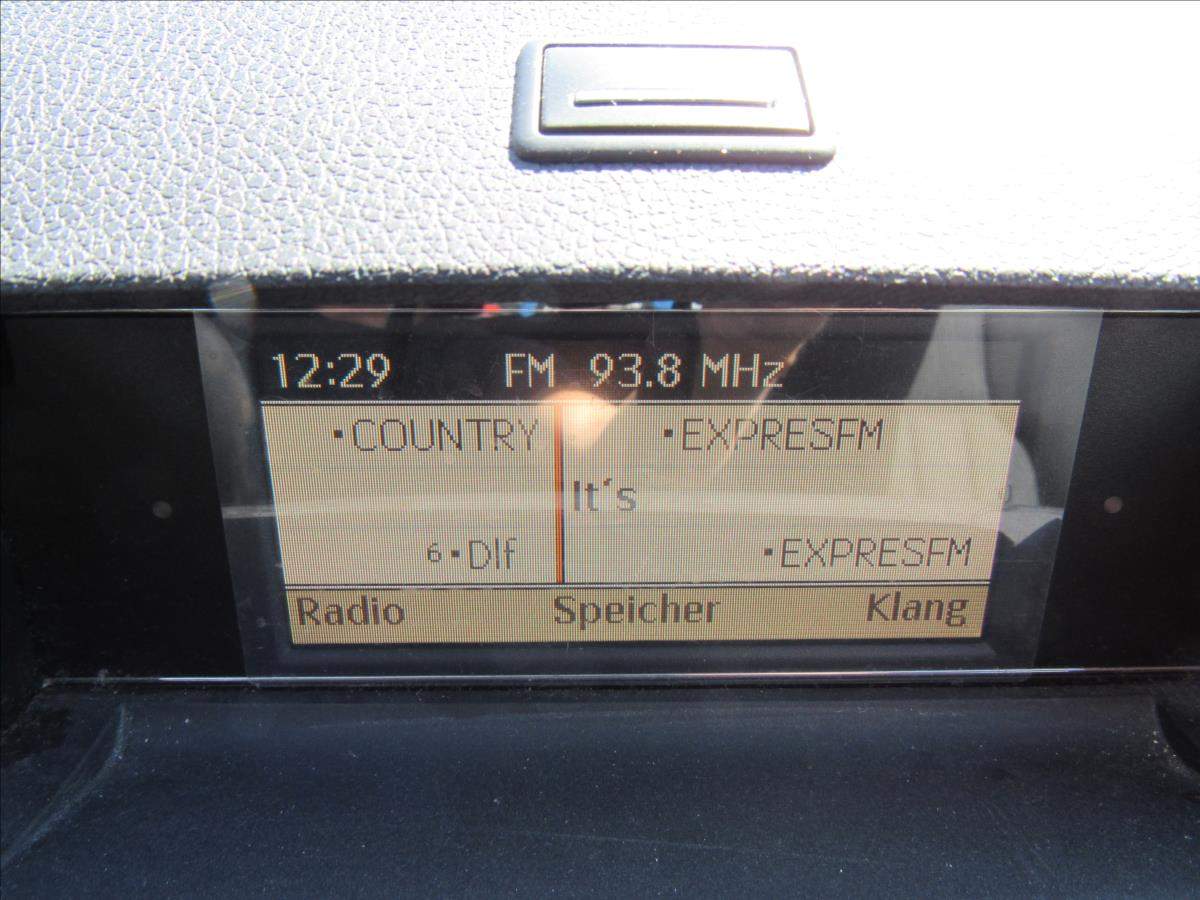 12:29 FM 93.8 MHz
·COUNTRY ·EXPRESFM
It´s
6·Dlf ·EXPRESFM
Radio Speicher Klang